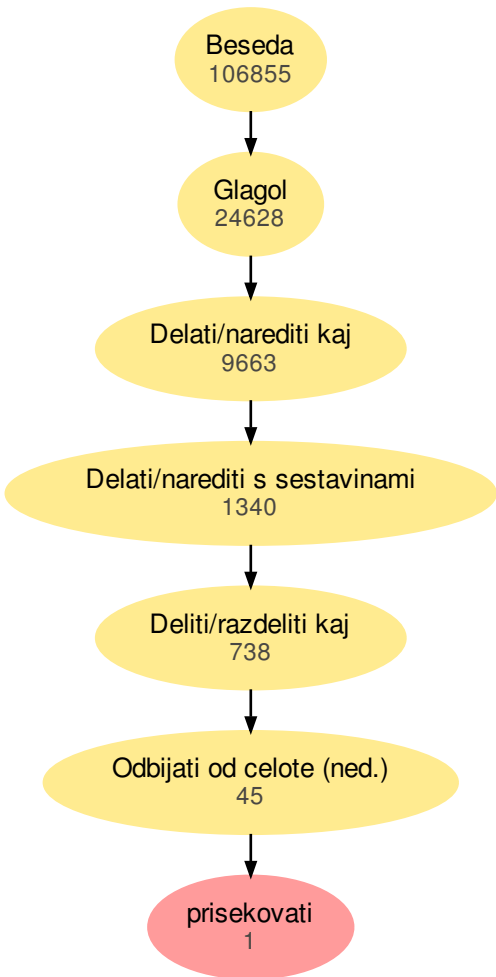 Beseda
106855
Glagol
24628
Delati/narediti kaj
9663
Delati/narediti s sestavinami
1340
Deliti/razdeliti kaj
738
Odbijati od celote (ned.)
45
prisekovati
1